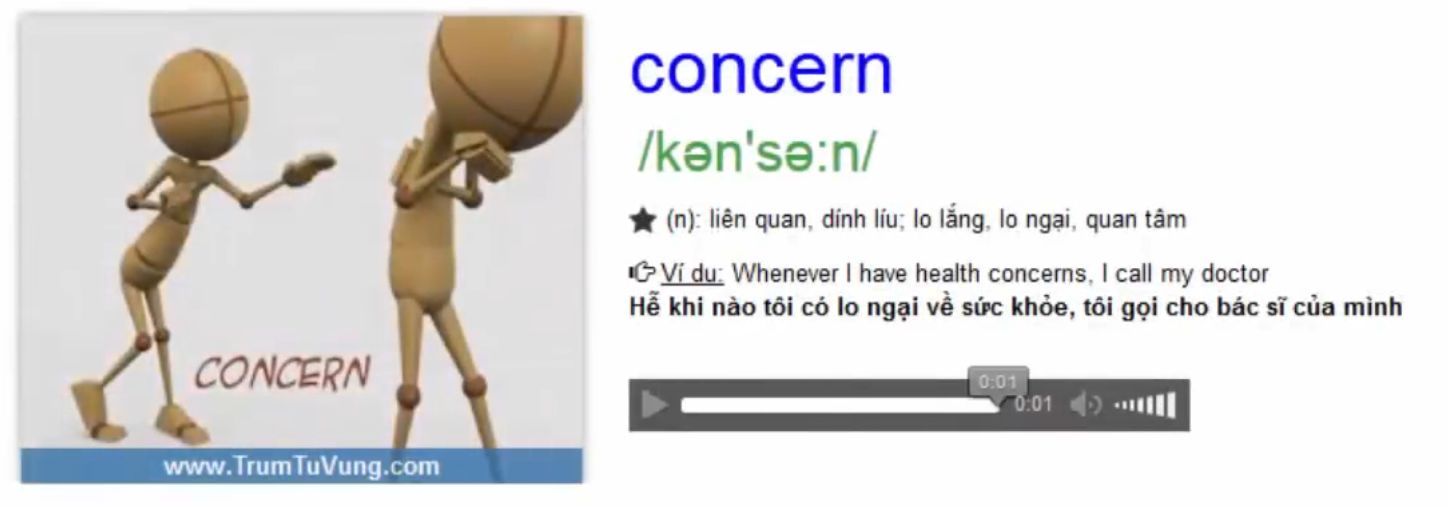 concern
/kən'sə:n/
★ (n): liên quan, dính líu; lo lắng, lo ngại, quan tâm
Ví du: Whenever I have health concerns, I call my doctor
Hễ khi nào tôi có lo ngại về sức khỏe, tôi gọi cho bác sĩ của mình
0:01
0:01
CONCERN
www.TrumTuVung.com